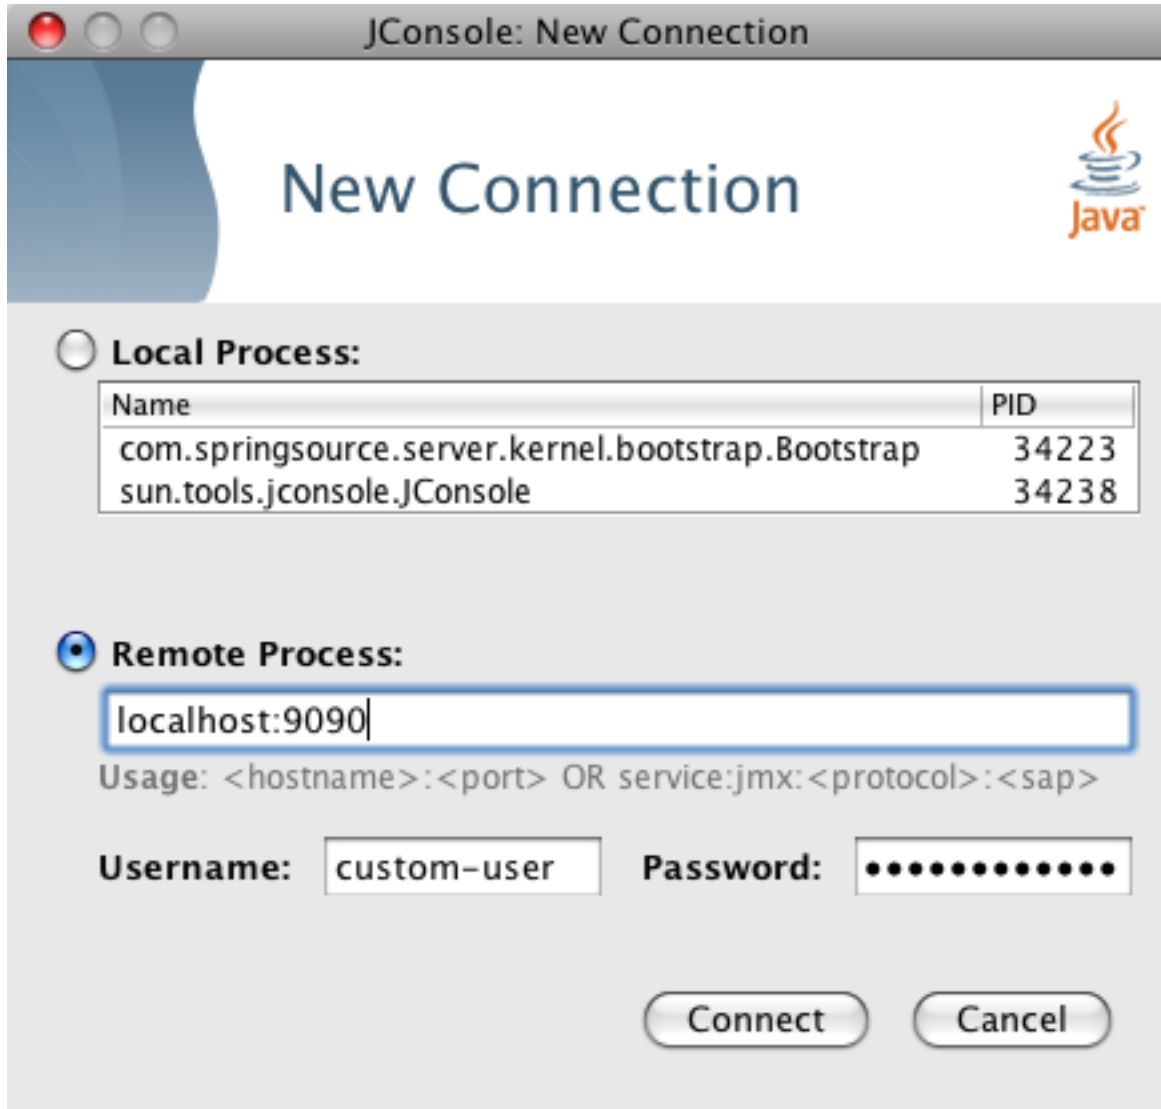 JConsole: New Connection
New Connection
Java
Local Process:
Name PID
com.springsource.server.kernel.bootstrap.Bootstrap 34223
sun.tools.jconsole.JConsole 34238
Remote Process:
localhost:9090
Usage: <hostname>:<port> OR service:jmx:<protocol>:<sap>
Username: custom-user Password: ••••••••••••
Connect Cancel